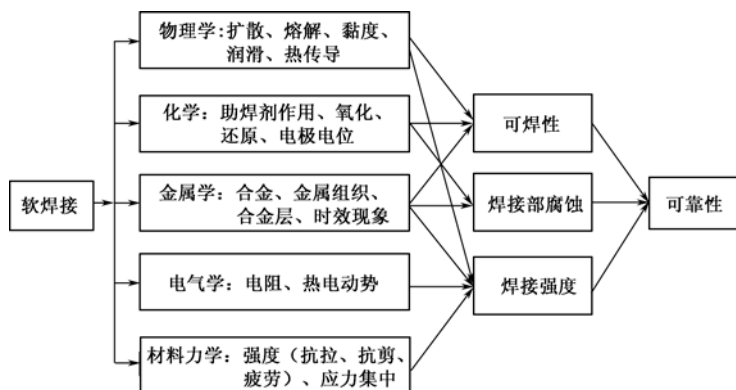 物理学:扩散、熔解、黏度、
润滑、热传导
化学：助焊剂作用、氧化、
还原、电极电位
可焊性
软焊接
金属学：合金、金属组织、
合金层、时效现象
焊接部腐蚀
可靠性
电气学：电阻、热电动势
焊接强度
材料力学：强度（抗拉、抗剪、
疲劳）、应力集中